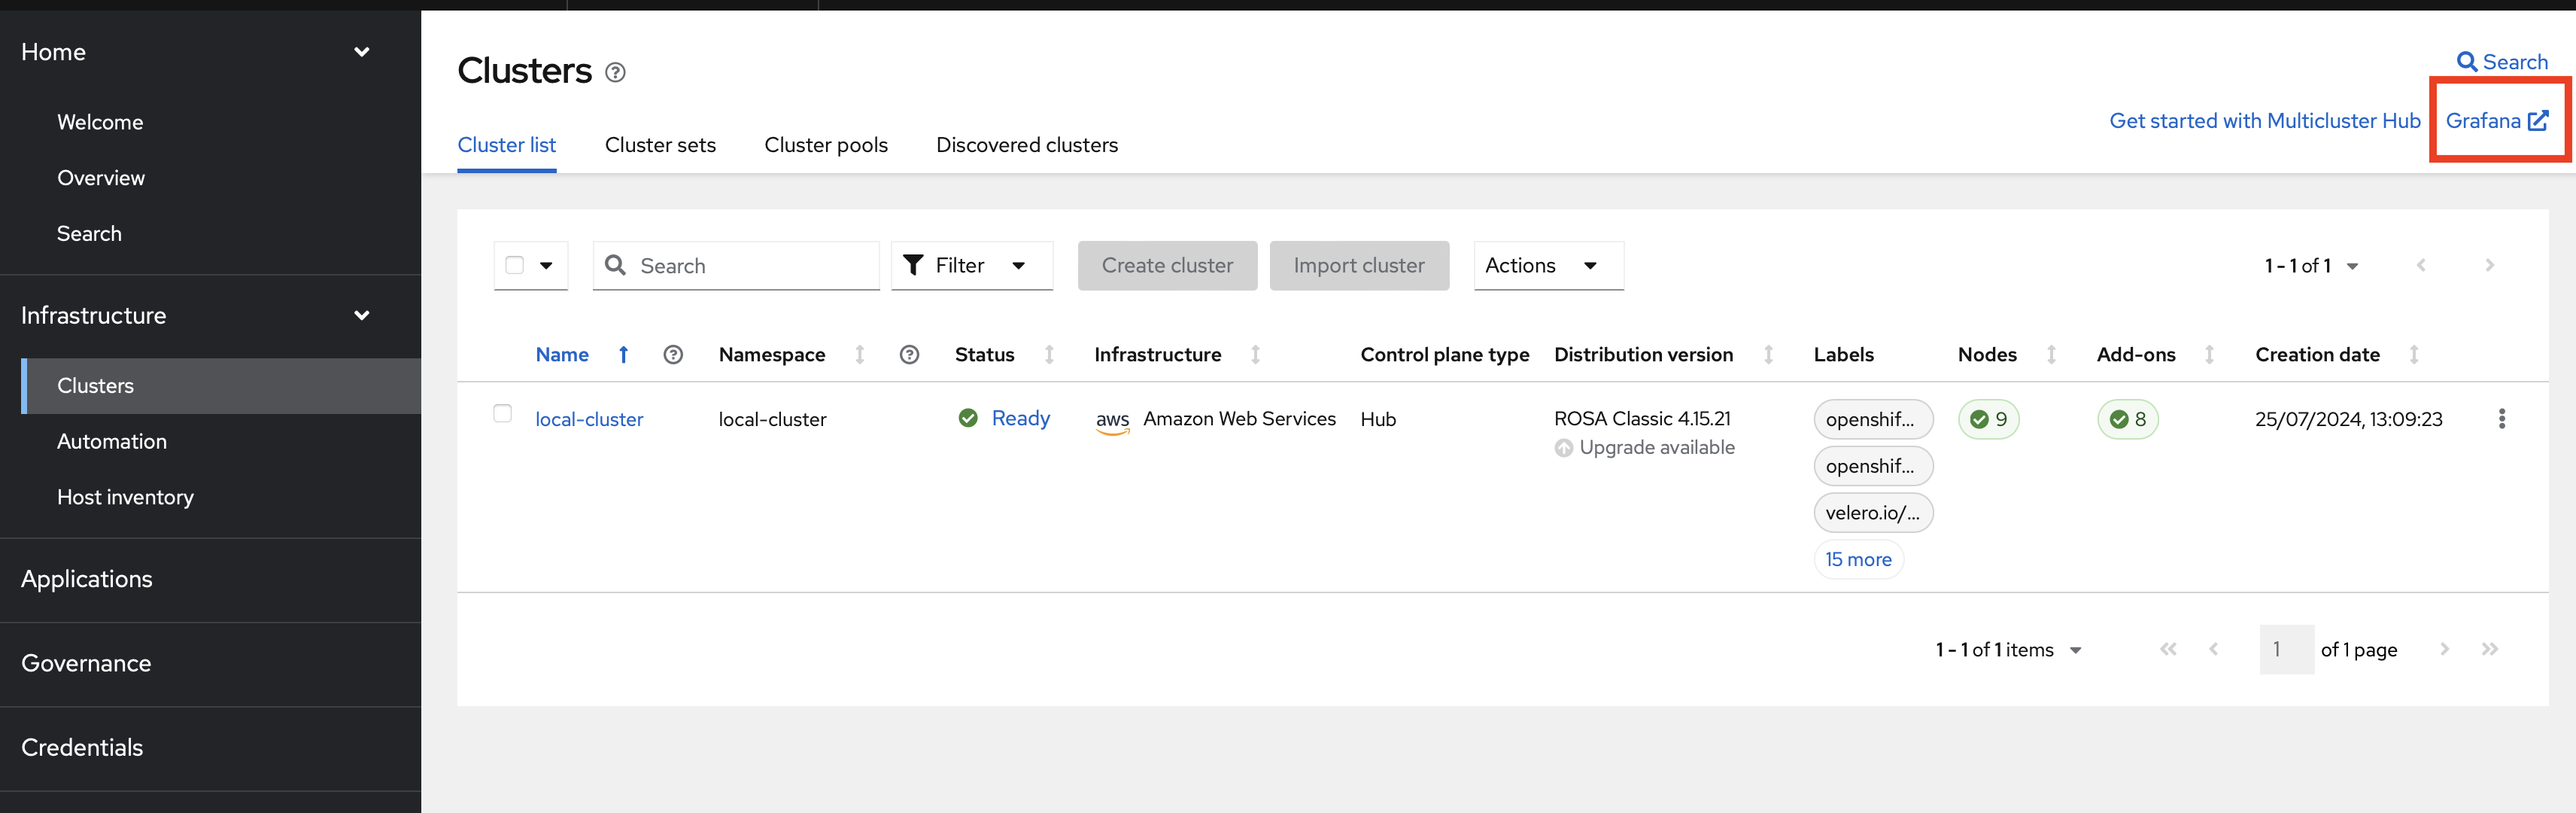 Home
Welcome
Overview
Search
Infrastructure
Clusters
Automation
Host inventory
Applications
Governance
Credentials
Clusters
Search
Get started with Multicluster Hub Grafana
Cluster list Cluster sets Cluster pools Discovered clusters
Search Filter Create cluster Import cluster Actions 1 - 1 of 1
Name Namespace Status Infrastructure Control plane type Distribution version Labels Nodes Add-ons Creation date
local-cluster local-cluster Ready aws Amazon Web Services Hub ROSA Classic 4.15.21 openshif... 9 8 25/07/2024, 13:09:23
Upgrade available
openshif...
velero.io/...
15 more
1 - 1 of 1 items 1 of 1 page